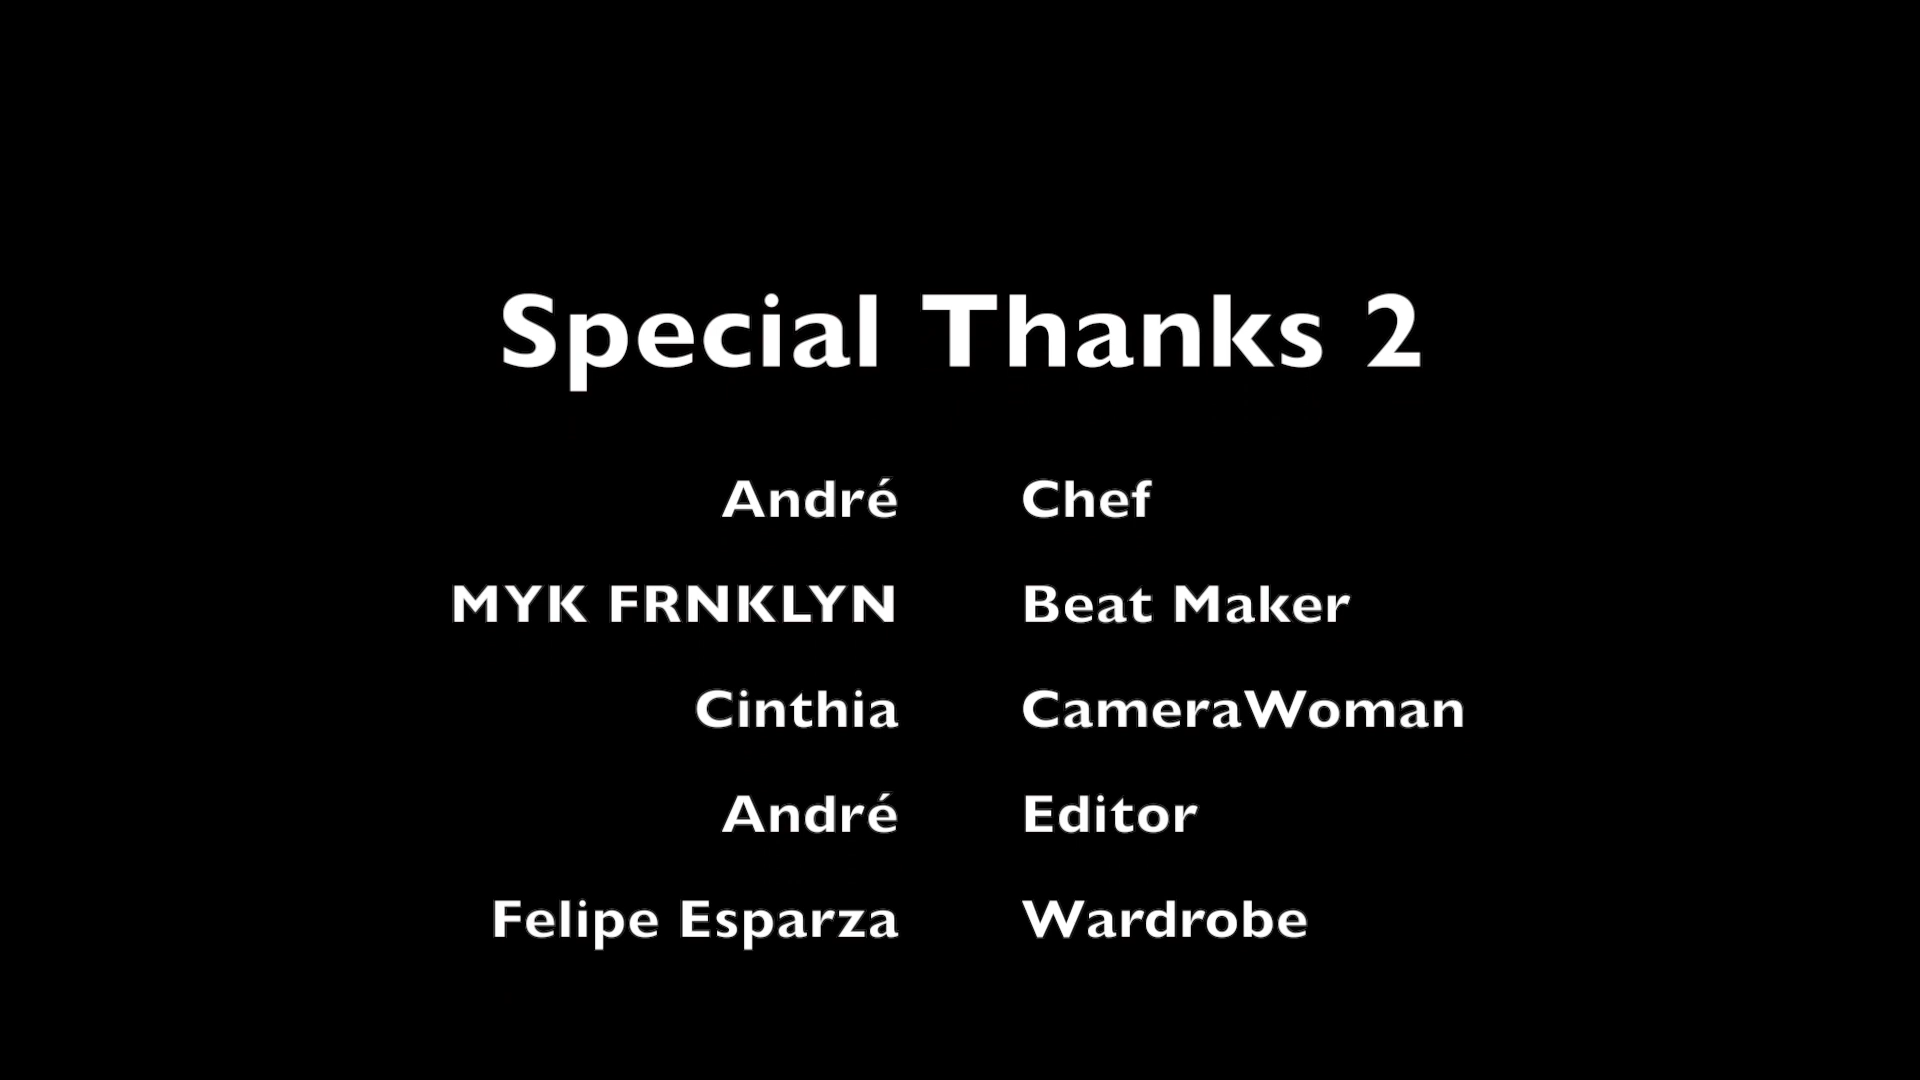 Special Thanks 2
André Chef
MYK FRNKLYN Beat Maker
Cinthia CameraWoman
André Editor
Felipe Esparza Wardrobe